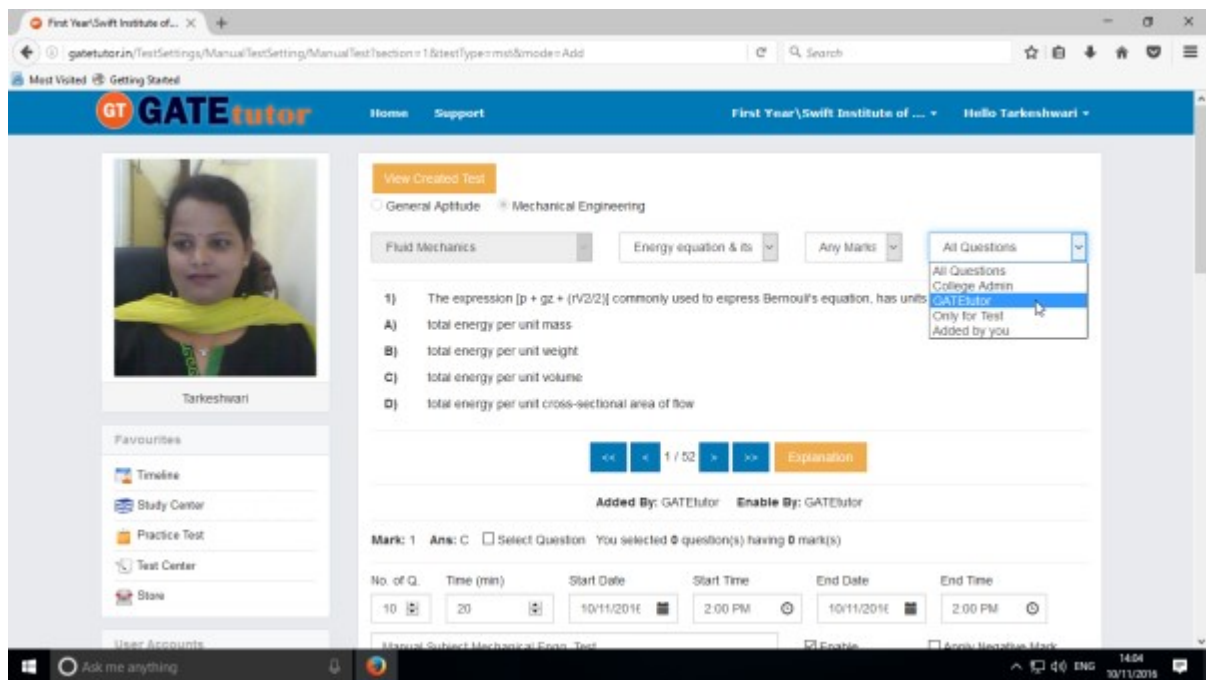 First Year\Swift Institute of...
gatetutor.in/TestSettings/ManualTestSetting/ManualTest?section=1&testType=mst&mode=Add
Search
Most Visited Getting Started
GT GATEtutor
Home Support First Year\Swift Institute of .... Hello Tarkeshwari
View Created Test
General Aptitude Mechanical Engineering
Fluid Mechanics Energy equation & its Any Marks All Questions
All Questions
College Admin
GATEtutor
Only for Test
Added by you
1) The expression [p + gz + (rV2/2)[ commonly used to express Bernouli's equation, has units
A) total energy per unit mass
B) total energy per unit weight
C) total energy per unit volume
D) total energy per unit cross-sectional area of flow
<< < 1 / 52 > >> Explanation
Added By: GATEtutor Enable By: GATEtutor
Mark: 1 Ans: C Select Question You selected 0 question(s) having 0 mark(s)
No. of Q. Time (min) Start Date Start Time End Date End Time
10 20 10/11/2016 2:00 PM 10/11/2016 2:00 PM
Manual Subject Mechanical Engg. Test Enable Apply Negative Mark
Tarkeshwari
Favourites
Timeline
Study Center
Practice Test
Test Center
Store
User Accounts
Ask me anything
ENG 14:04
10/11/2016